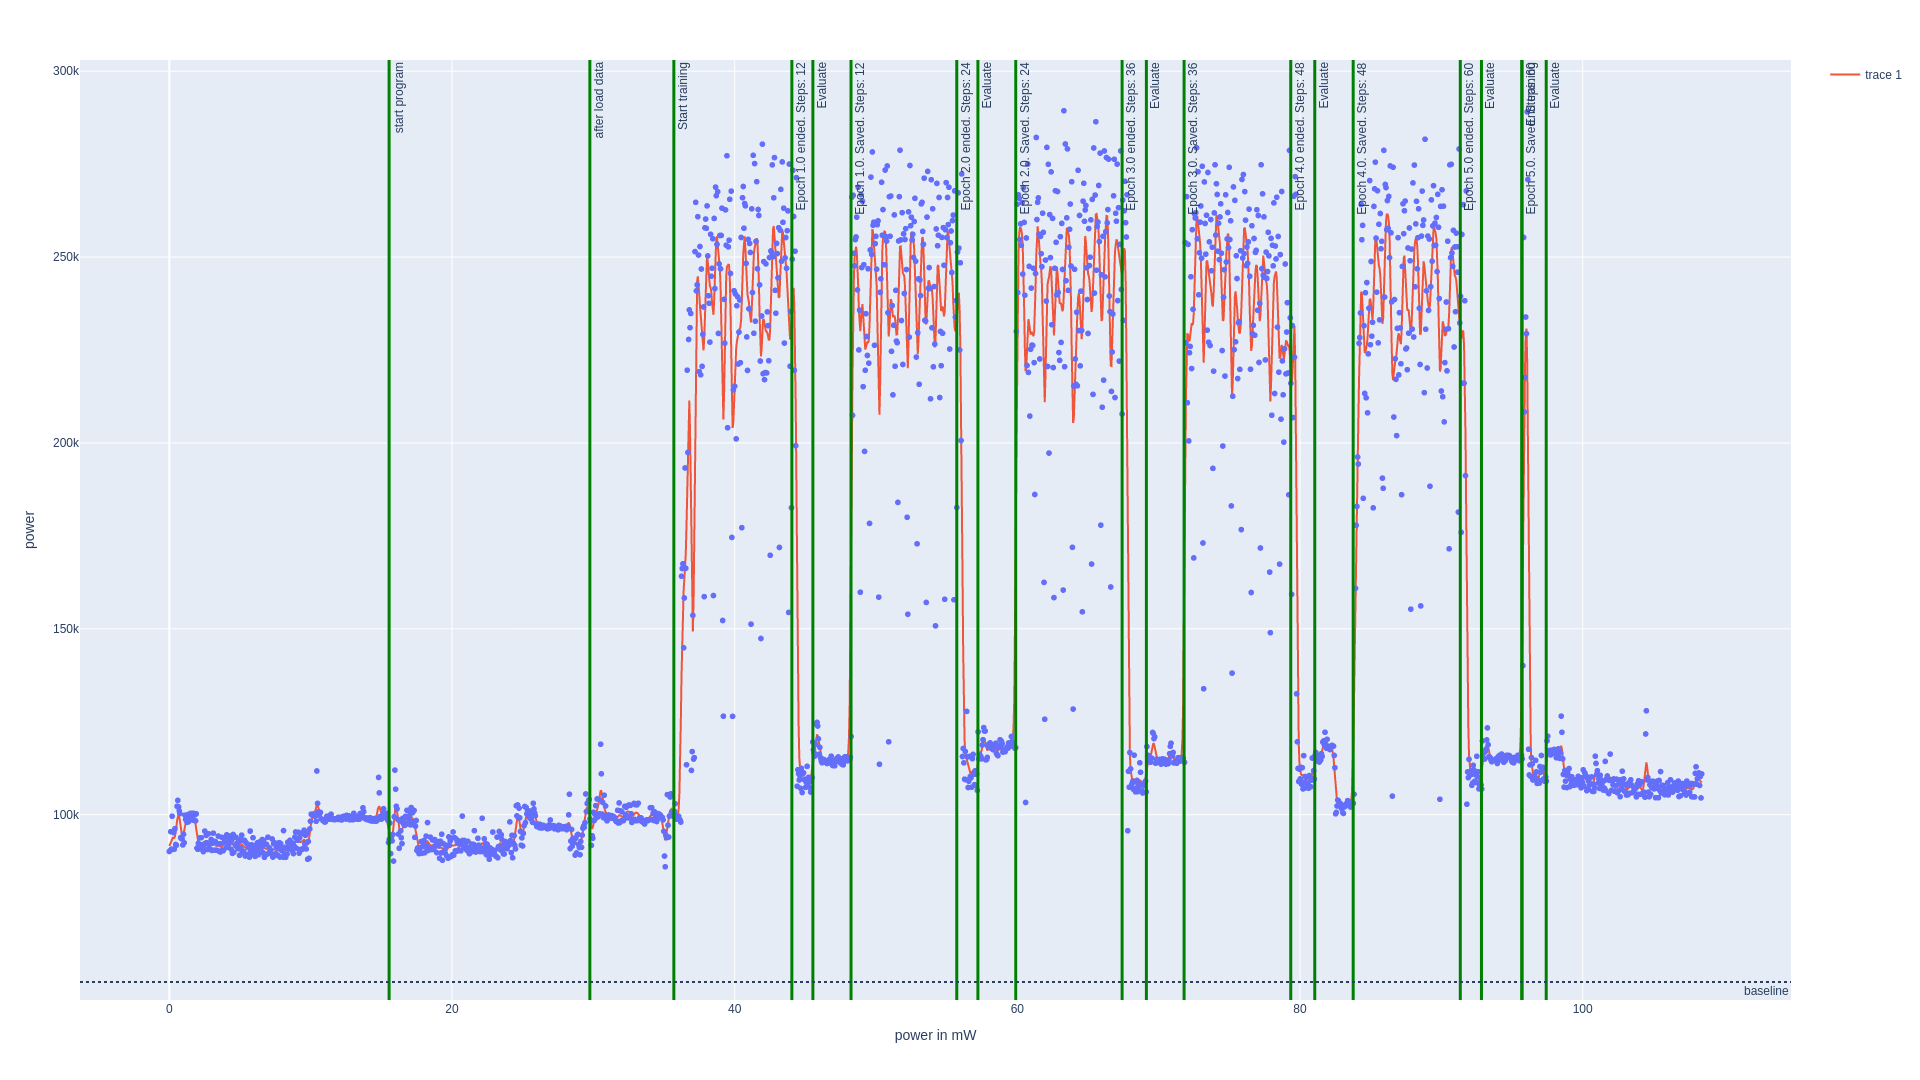 300k
250k
200k
150k
100k
power
0
20
40
60
80
100
power in mW
start program
after load data
Start training
Epoch 1.0 ended. Steps: 12
Evaluate
Epoch 1.0. Saved. Steps: 12
Epoch 2.0 ended. Steps: 24
Evaluate
Epoch 2.0. Saved. Steps: 24
Epoch 3.0 ended. Steps: 36
Evaluate
Epoch 3.0. Saved. Steps: 36
Epoch 4.0 ended. Steps: 48
Evaluate
Epoch 4.0. Saved. Steps: 48
Epoch 5.0 ended. Steps: 60
Evaluate
Epoch 5.0. Saved.
Evaluate
baseline
trace 1